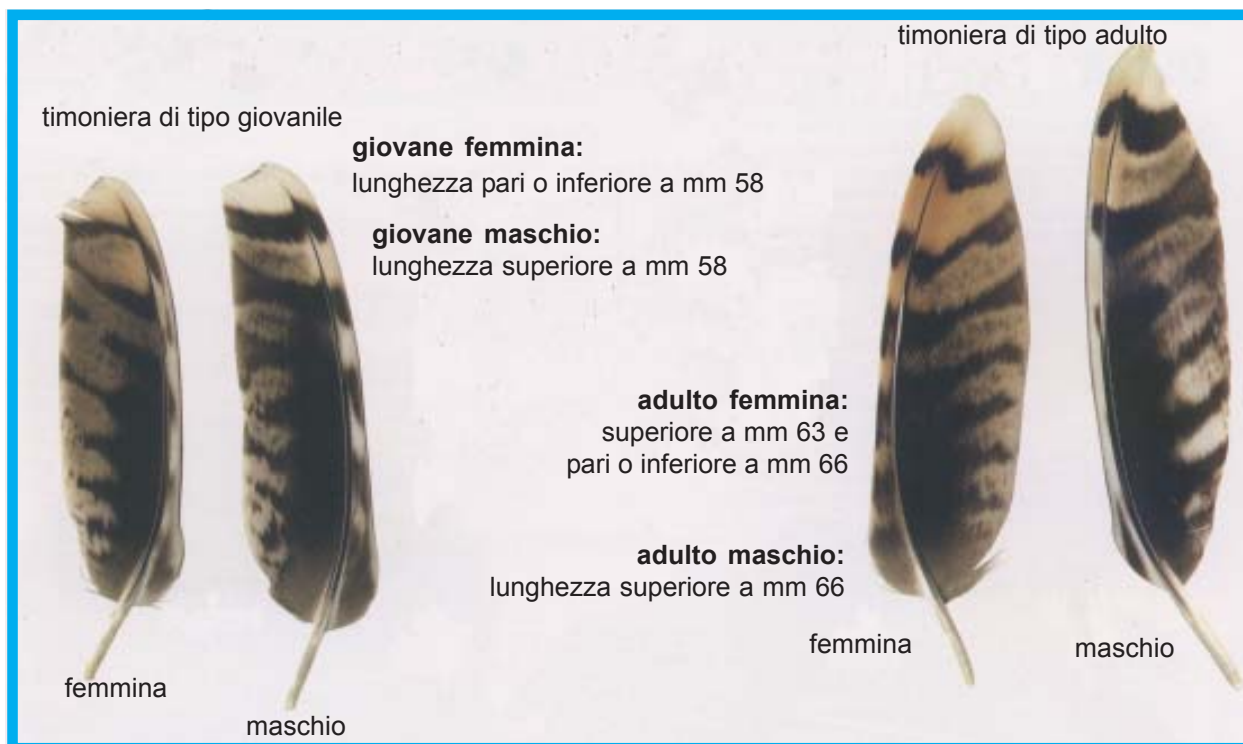 timoniera di tipo adulto
timoniera di tipo giovanile
giovane femmina:
lunghezza pari o inferiore a mm 58
giovane maschio:
lunghezza superiore a mm 58
adulto femmina:
superiore a mm 63 e
pari o inferiore a mm 66
adulto maschio:
lunghezza superiore a mm 66
femmina
maschio
femmina
maschio